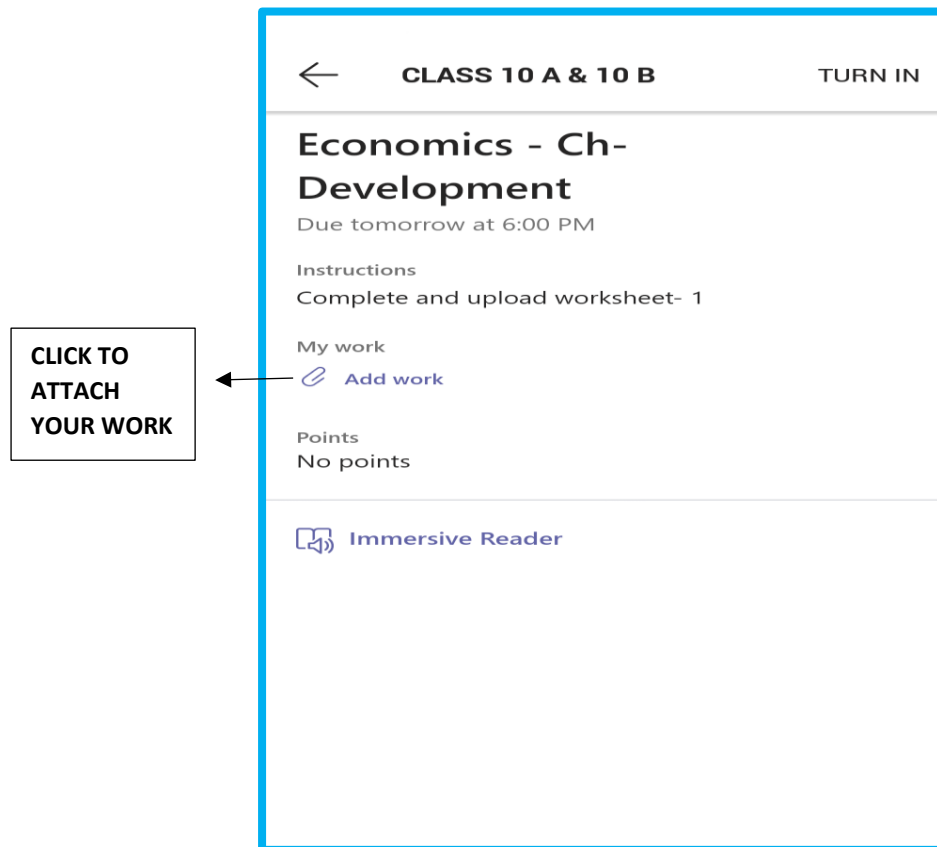 CLASS 10 A & 10 B
TURN IN
Economics - Ch-
Development
Due tomorrow at 6:00 PM
Instructions
Complete and upload worksheet- 1
My work
Add work
CLICK TO
ATTACH
YOUR WORK
Points
No points
Immersive Reader